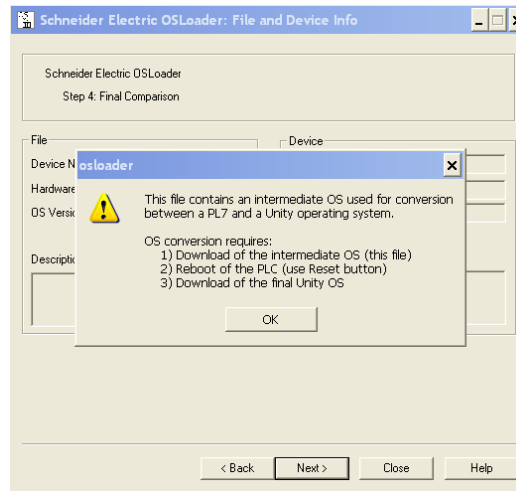 Schneider Electric OSLoader: File and Device Info
Schneider Electric OSLoader
Step 4: Final Comparison
File
Device
Device N
osloader
Hardware
OS Versic
This file contains an intermediate OS used for conversion
between a PL7 and a Unity operating system.
OS conversion requires:
1) Download of the intermediate OS (this file)
2) Reboot of the PLC (use Reset button)
3) Download of the final Unity OS
Descriptic
OK
< Back
Next >
Close
Help